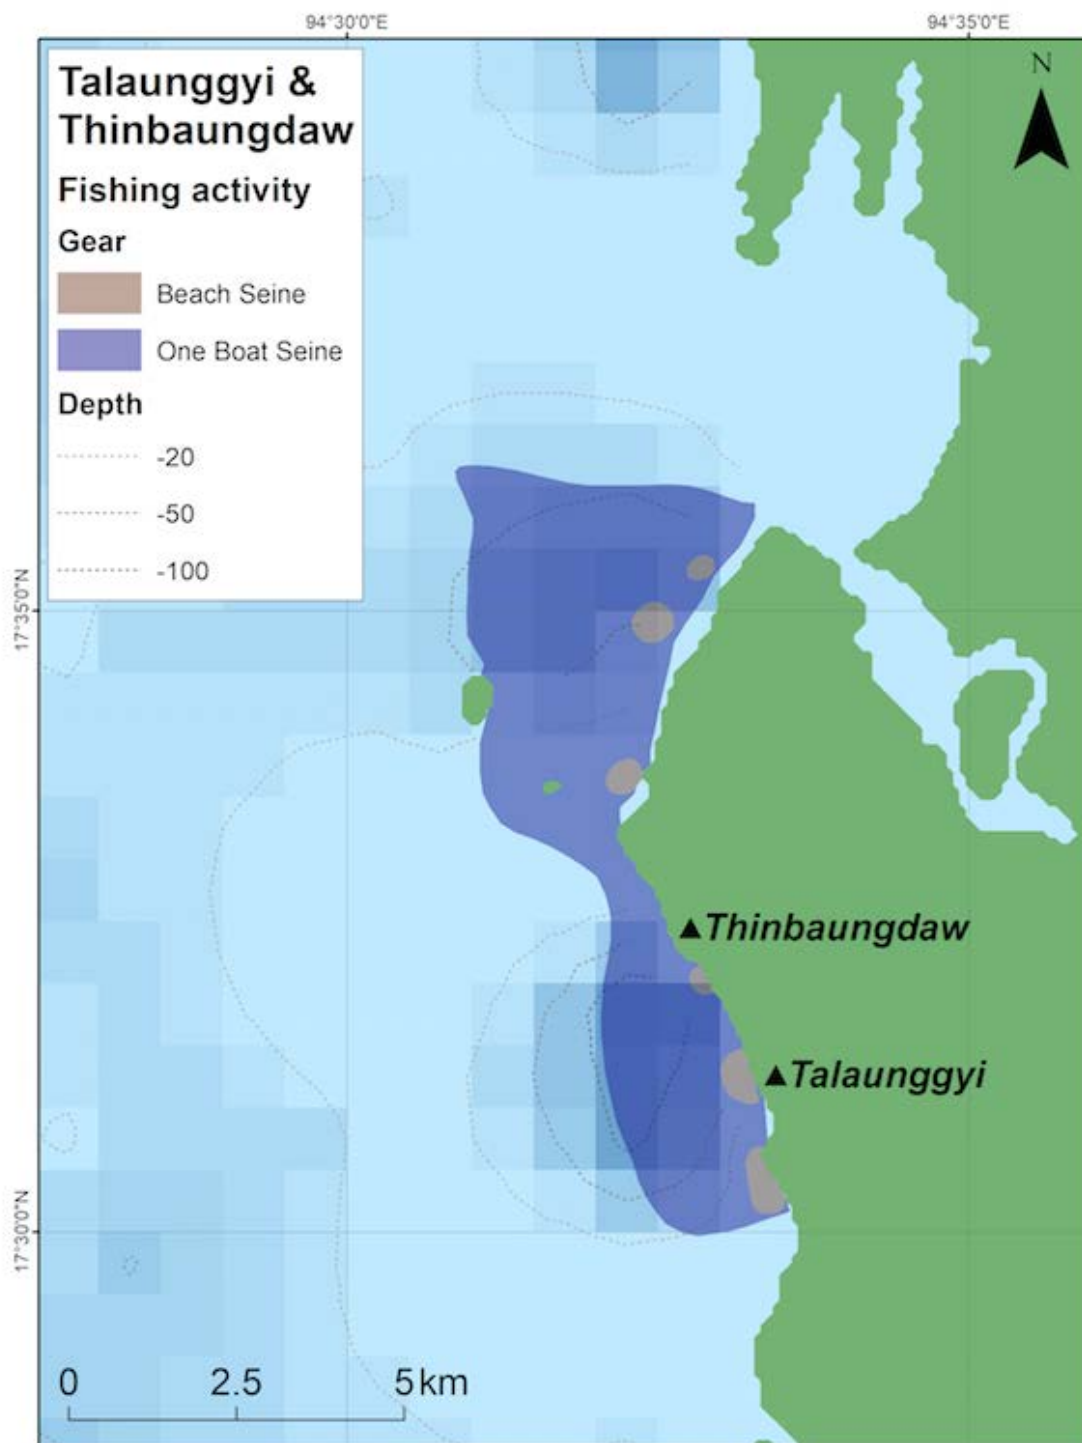 94°30'0"E
94°35'0"E
Talaunggyi &
Thinbaungdaw
Fishing activity
Gear
Beach Seine
One Boat Seine
Depth
-20
-50
-100
N
17°35'0"N
Thinbaungdaw
Talaunggyi
17°30'0"N
0 2.5 5 km